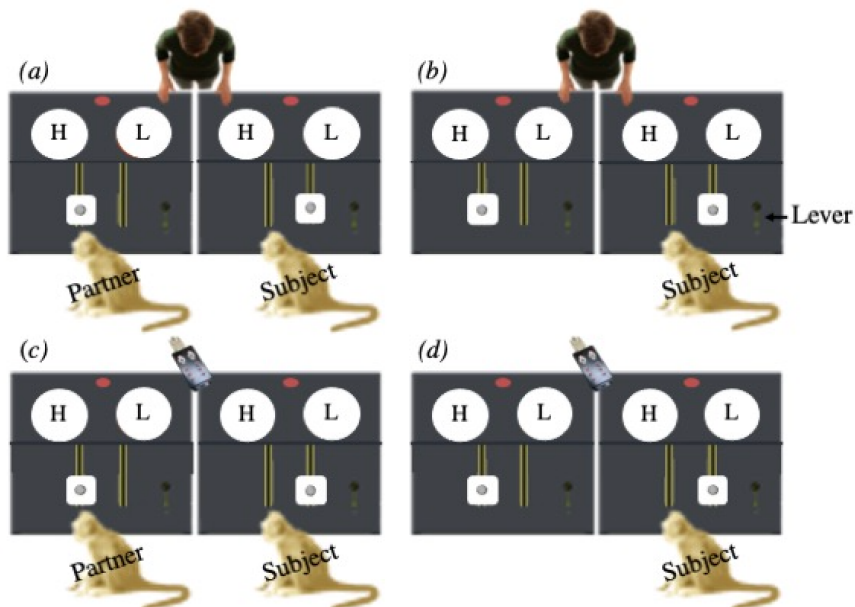 (a)
(b)
H L H L
H L H L
Lever
Partner Subject
Subject
(c)
(d)
H L H L
H L H L
Partner Subject
Subject